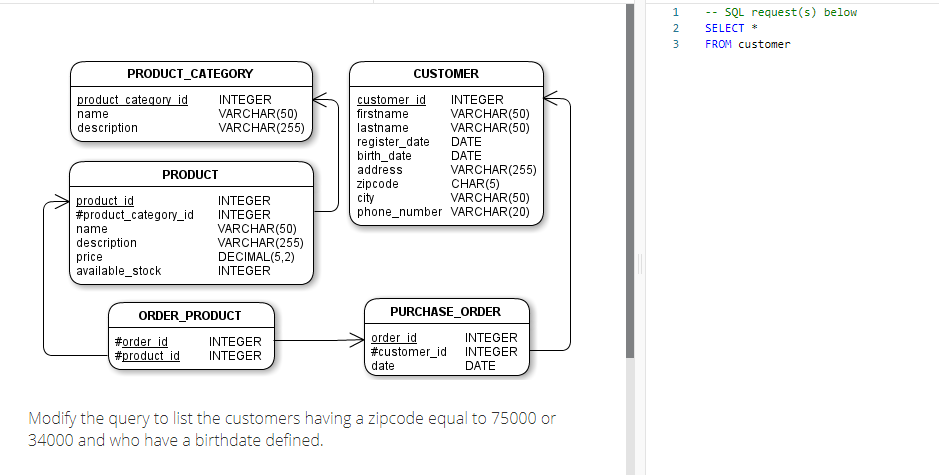 PRODUCT_CATEGORY
product_category_id INTEGER
name VARCHAR(50)
description VARCHAR(255)
CUSTOMER
customer_id INTEGER
firstname VARCHAR(50)
lastname VARCHAR(50)
register_date DATE
birth_date DATE
address VARCHAR(255)
zipcode CHAR(5)
city VARCHAR(50)
phone_number VARCHAR(20)
PRODUCT
product_id INTEGER
#product_category_id INTEGER
name VARCHAR(50)
description VARCHAR(255)
price DECIMAL(5,2)
available_stock INTEGER
ORDER_PRODUCT
#order_id INTEGER
#product_id INTEGER
PURCHASE_ORDER
order_id INTEGER
#customer_id INTEGER
date DATE
Modify the query to list the customers having a zipcode equal to 75000 or
34000 and who have a birthdate defined.
1 -- SQL request(s) below
2 SELECT *
3 FROM customer